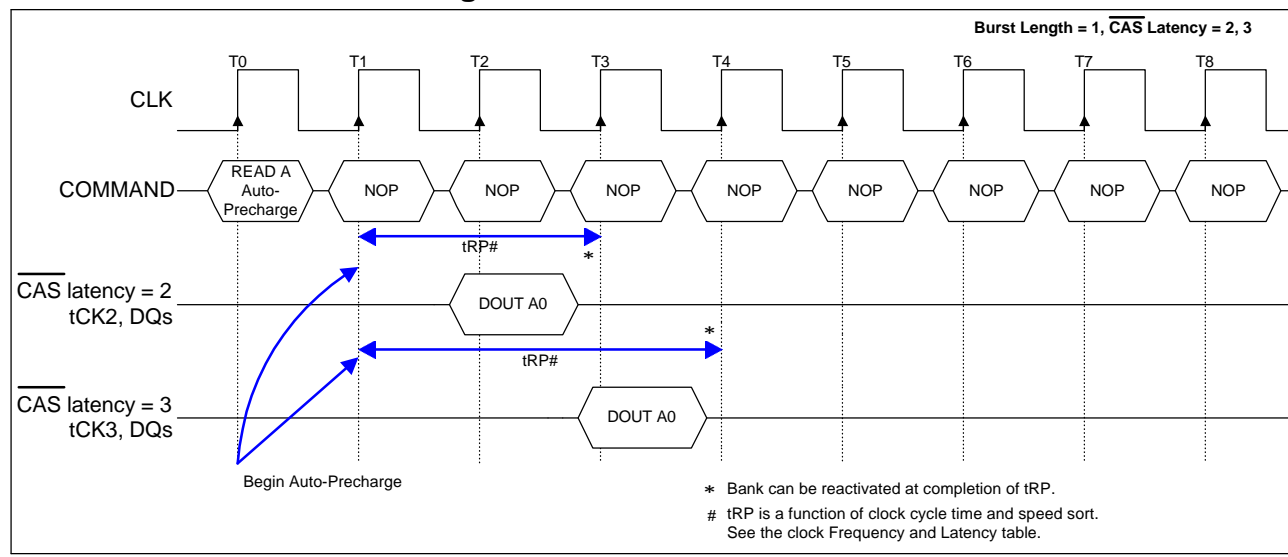 Burst Length = 1, CAS Latency = 2, 3
T0 T1 T2 T3 T4 T5 T6 T7 T8
CLK
COMMAND
READ A
Auto-
Precharge
NOP NOP NOP NOP NOP NOP NOP NOP
tRP#
*
CAS latency = 2
tCK2, DQs
DOUT A0
*
tRP#
CAS latency = 3
tCK3, DQs
DOUT A0
Begin Auto-Precharge
* Bank can be reactivated at completion of tRP.
# tRP is a function of clock cycle time and speed sort.
See the clock Frequency and Latency table.